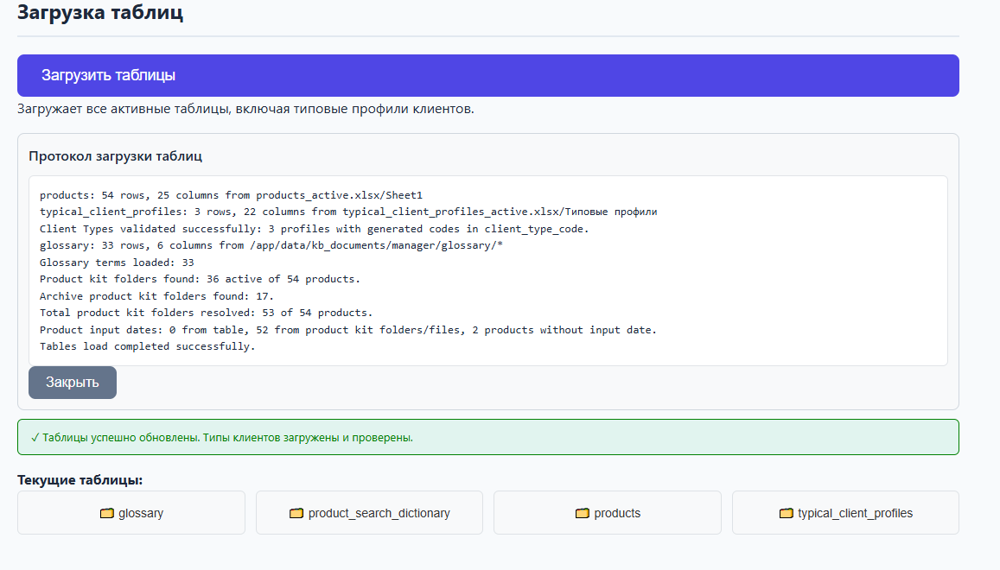 Загрузка таблиц
Загрузить таблицы
Загружает все активные таблицы, включая типовые профили клиентов.
Протокол загрузки таблиц
products: 54 rows, 25 columns from products_active.xlsx/Sheet1
typical_client_profiles: 3 rows, 22 columns from typical_client_profiles_active.xlsx/Типовые профили
Client Types validated successfully: 3 profiles with generated codes in client_type_code.
glossary: 33 rows, 6 columns from /app/data/kb_documents/manager/glossary/*
Glossary terms loaded: 33
Product kit folders found: 36 active of 54 products.
Archive product kit folders found: 17.
Total product kit folders resolved: 53 of 54 products.
Product input dates: 0 from table, 52 from product kit folders/files, 2 products without input date.
Tables load completed successfully.
Закрыть
✓ Таблицы успешно обновлены. Типы клиентов загружены и проверены.
Текущие таблицы:
glossary
product_search_dictionary
products
typical_client_profiles